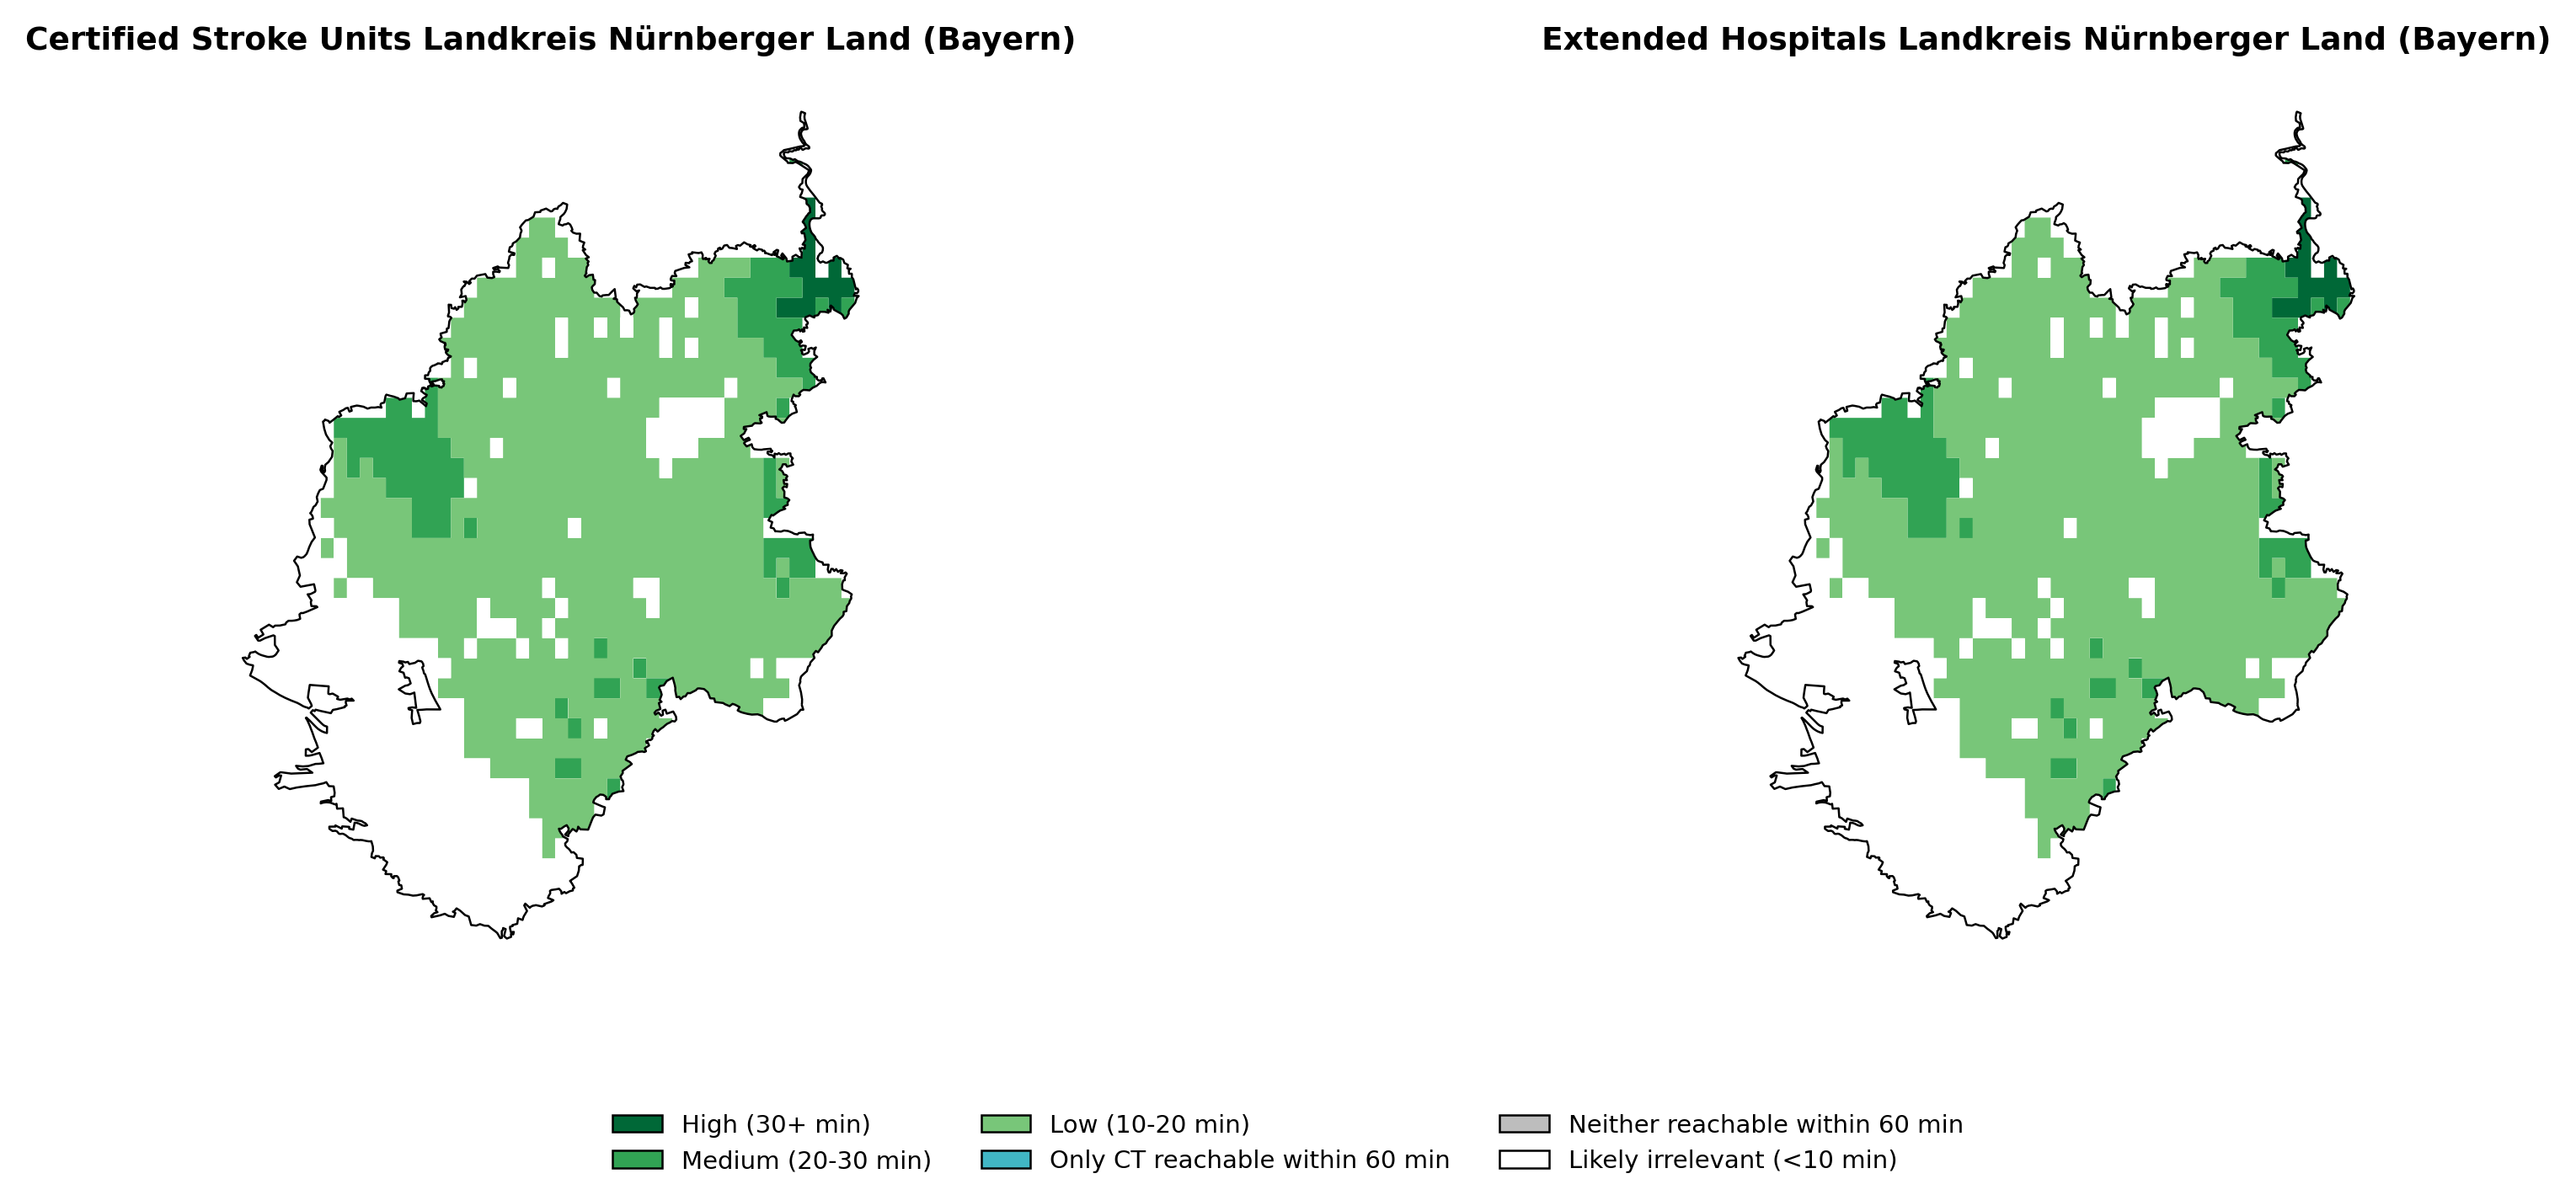 Certified Stroke Units Landkreis Nürnberger Land (Bayern)
Extended Hospitals Landkreis Nürnberger Land (Bayern)
High (30+ min)
Medium (20-30 min)
Low (10-20 min)
Only CT reachable within 60 min
Neither reachable within 60 min
Likely irrelevant (<10 min)